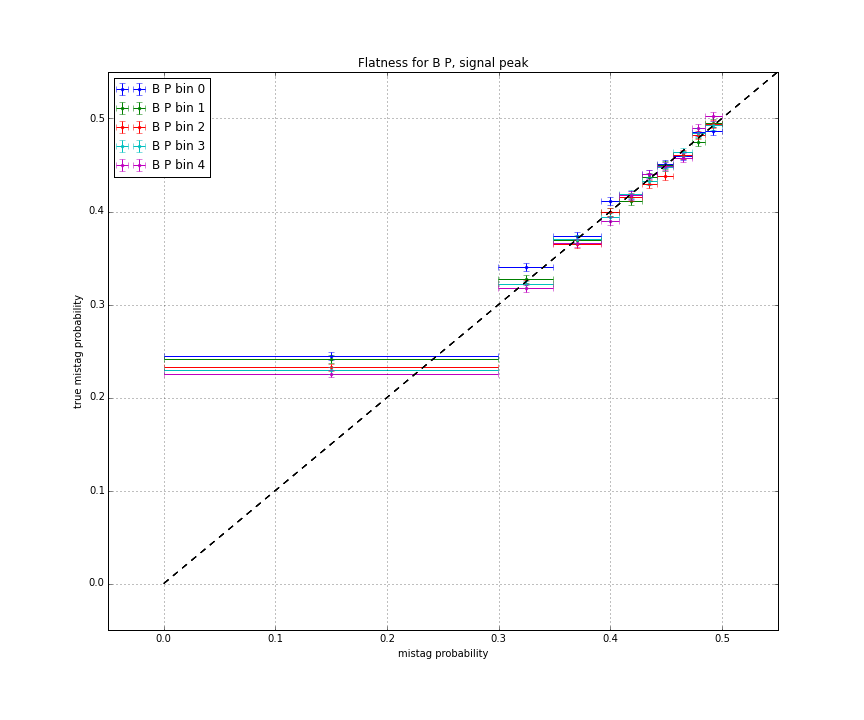 Flatness for B P, signal peak
B P bin 0
B P bin 1
B P bin 2
B P bin 3
B P bin 4
true mistag probability
0.5
0.4
0.3
0.2
0.1
0.0
0.0 0.1 0.2 0.3 0.4 0.5
mistag probability